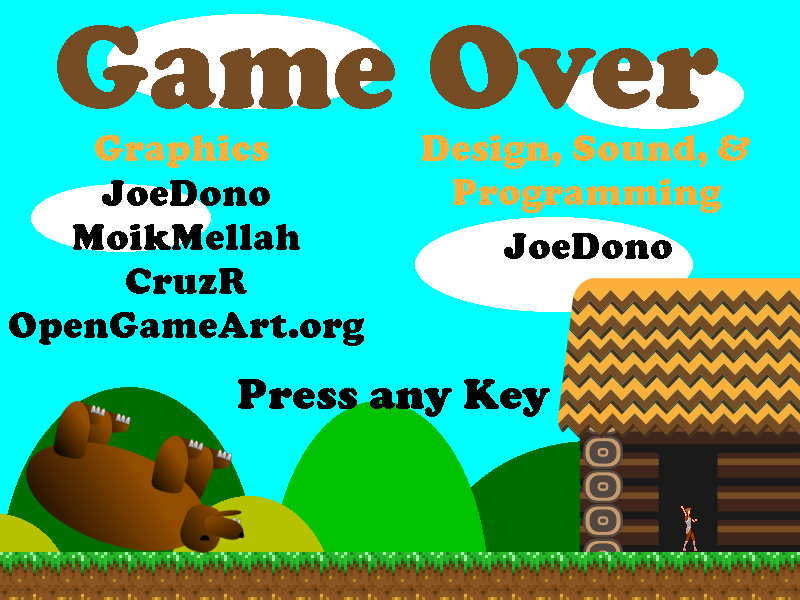 Game Over
Graphics
JoeDono
MoikMellah
CruzR
OpenGameArt.org
Design, Sound, &
Programming
JoeDono
Press any Key